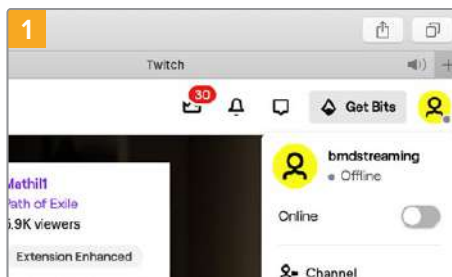 1
Twitch
30
Get Bits
bmdstreaming
Offline
Mathil1
Path of Exile
5.9K viewers
Online
Extension Enhanced
Channel